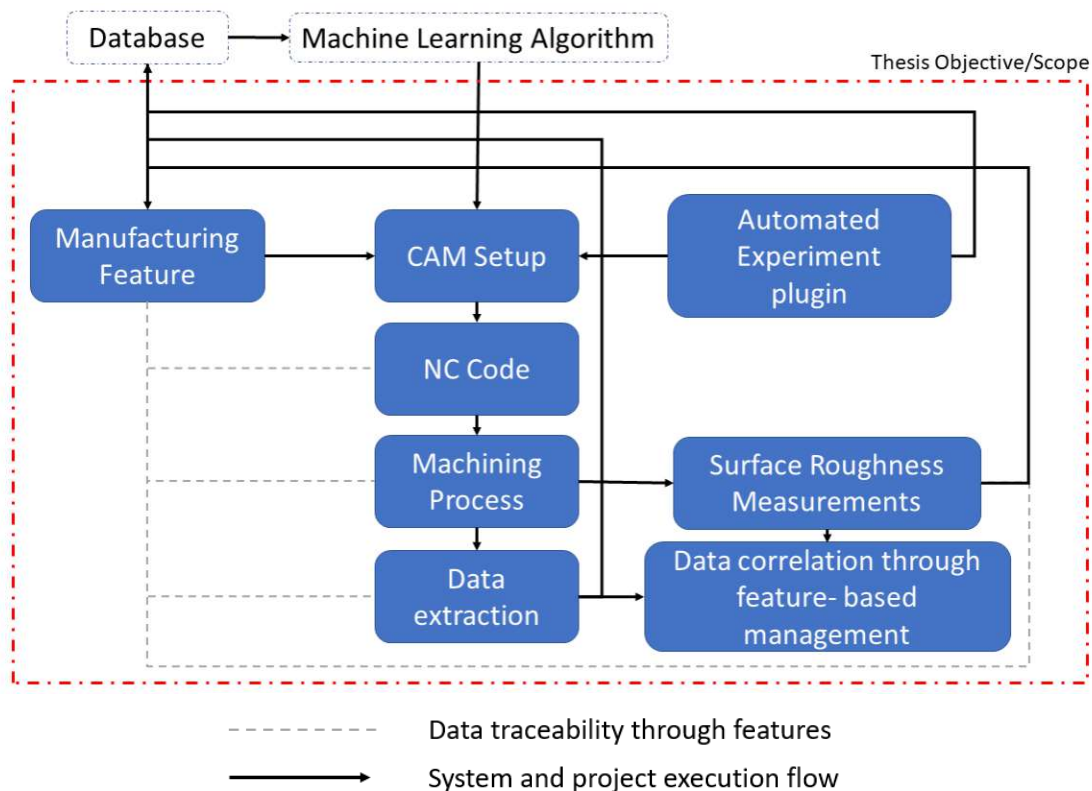 Database
Machine Learning Algorithm
Thesis Objective/Scope
Manufacturing
Feature
CAM Setup
Automated
Experiment
plugin
NC Code
Machining
Process
Surface Roughness
Measurements
Data
extraction
Data correlation through
feature- based
management
Data traceability through features
System and project execution flow